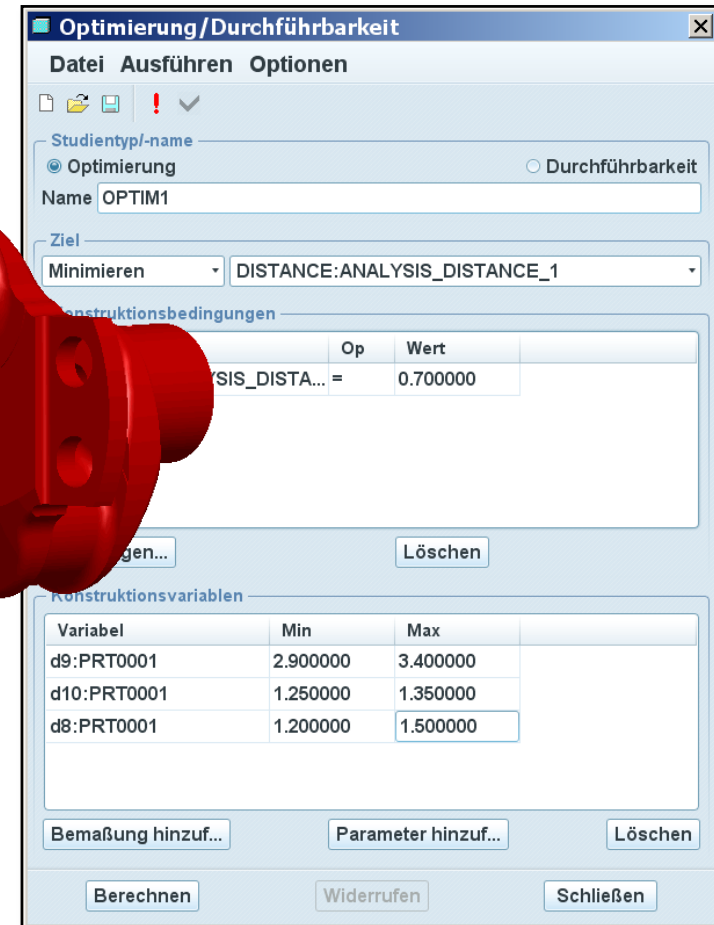 Optimierung/Durchführbarkeit
Datei Ausführen Optionen
Studientyp/-name
Optimierung Durchführbarkeit
Name OPTIM1
Ziel
Minimieren DISTANCE:ANALYSIS_DISTANCE_1
Konstruktionsbedingungen
Op Wert
YSIS_DISTA... = 0.700000
gen... Löschen
Konstruktionsvariablen
Variabel Min Max
d9:PRT0001 2.900000 3.400000
d10:PRT0001 1.250000 1.350000
d8:PRT0001 1.200000 1.500000
Bemaßung hinzuf... Parameter hinzuf... Löschen
Berechnen Widerrufen Schließen